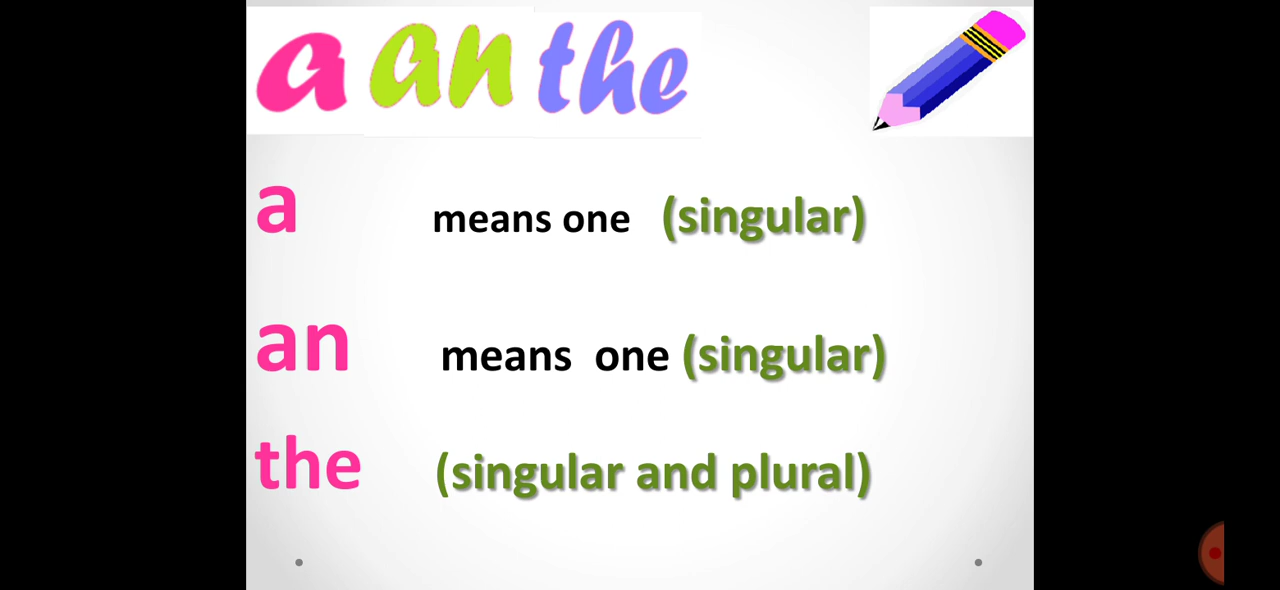 a an the
a means one (singular)
an means one (singular)
the (singular and plural)